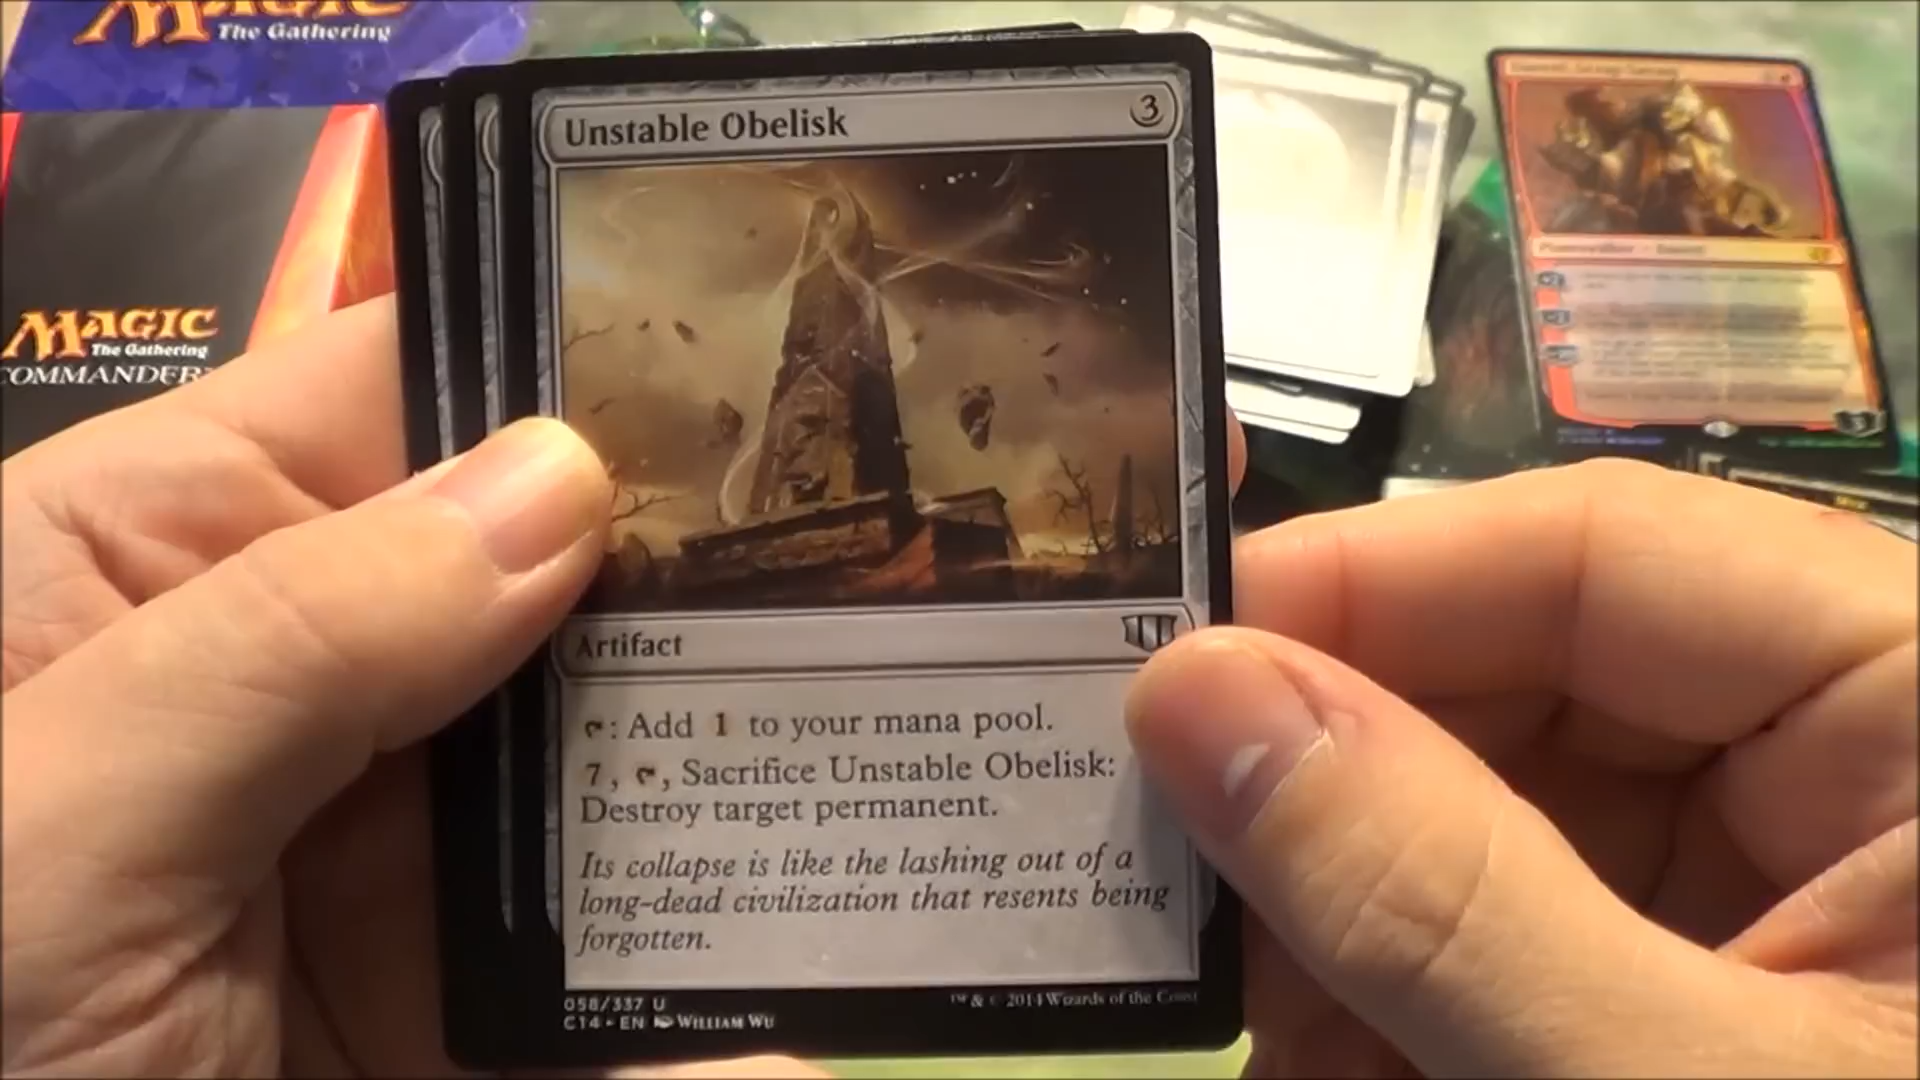 MAGIC
The Gathering
MAGIC
The Gathering
COMMANDER
Unstable Obelisk
3
Artifact
: Add 1 to your mana pool.
7, , Sacrifice Unstable Obelisk:
Destroy target permanent.
Its collapse is like the lashing out of a
long-dead civilization that resents being
forgotten.
058/337 U
™ & © 2014 Wizards of the Coast
C14 • EN William Wu